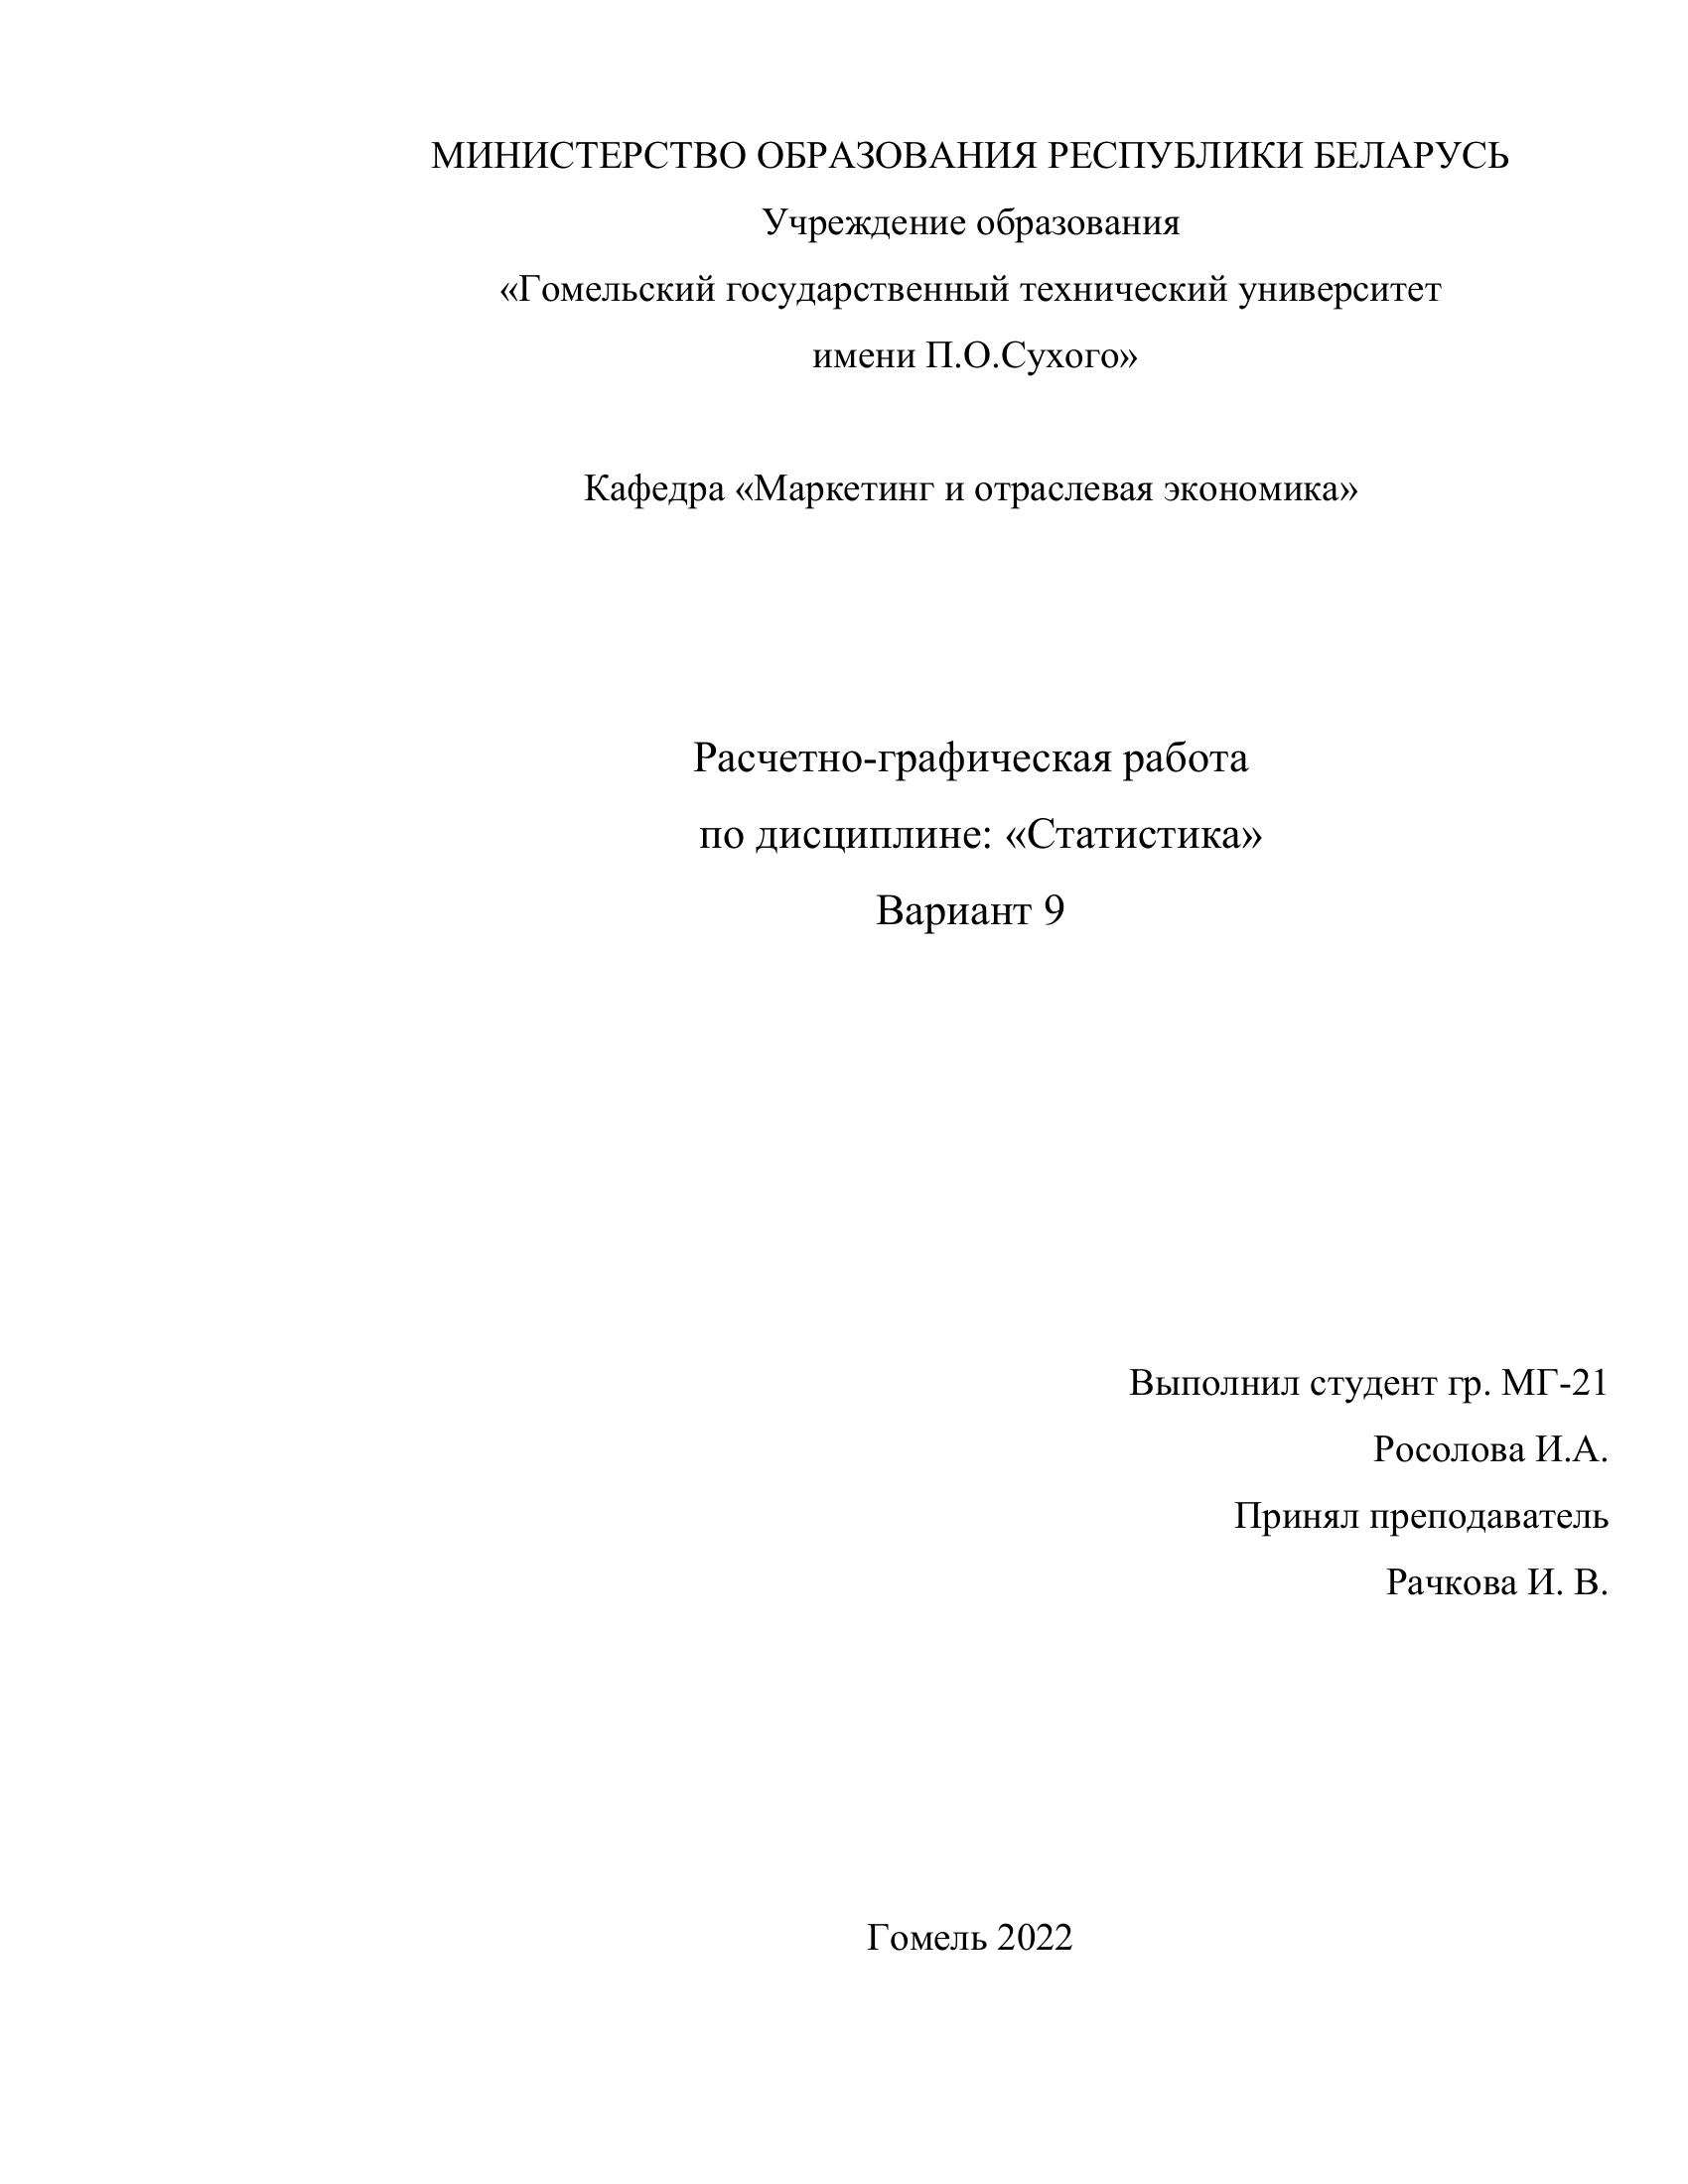 МИНИСТЕРСТВО ОБРАЗОВАНИЯ РЕСПУБЛИКИ БЕЛАРУСЬ
Учреждение образования
«Гомельский государственный технический университет
имени П.О.Сухого»
Кафедра «Маркетинг и отраслевая экономика»
Расчетно-графическая работа
по дисциплине: «Статистика»
Вариант 9
Выполнил студент гр. МГ-21
Росолова И.А.
Принял преподаватель
Рачкова И. В.
Гомель 2022